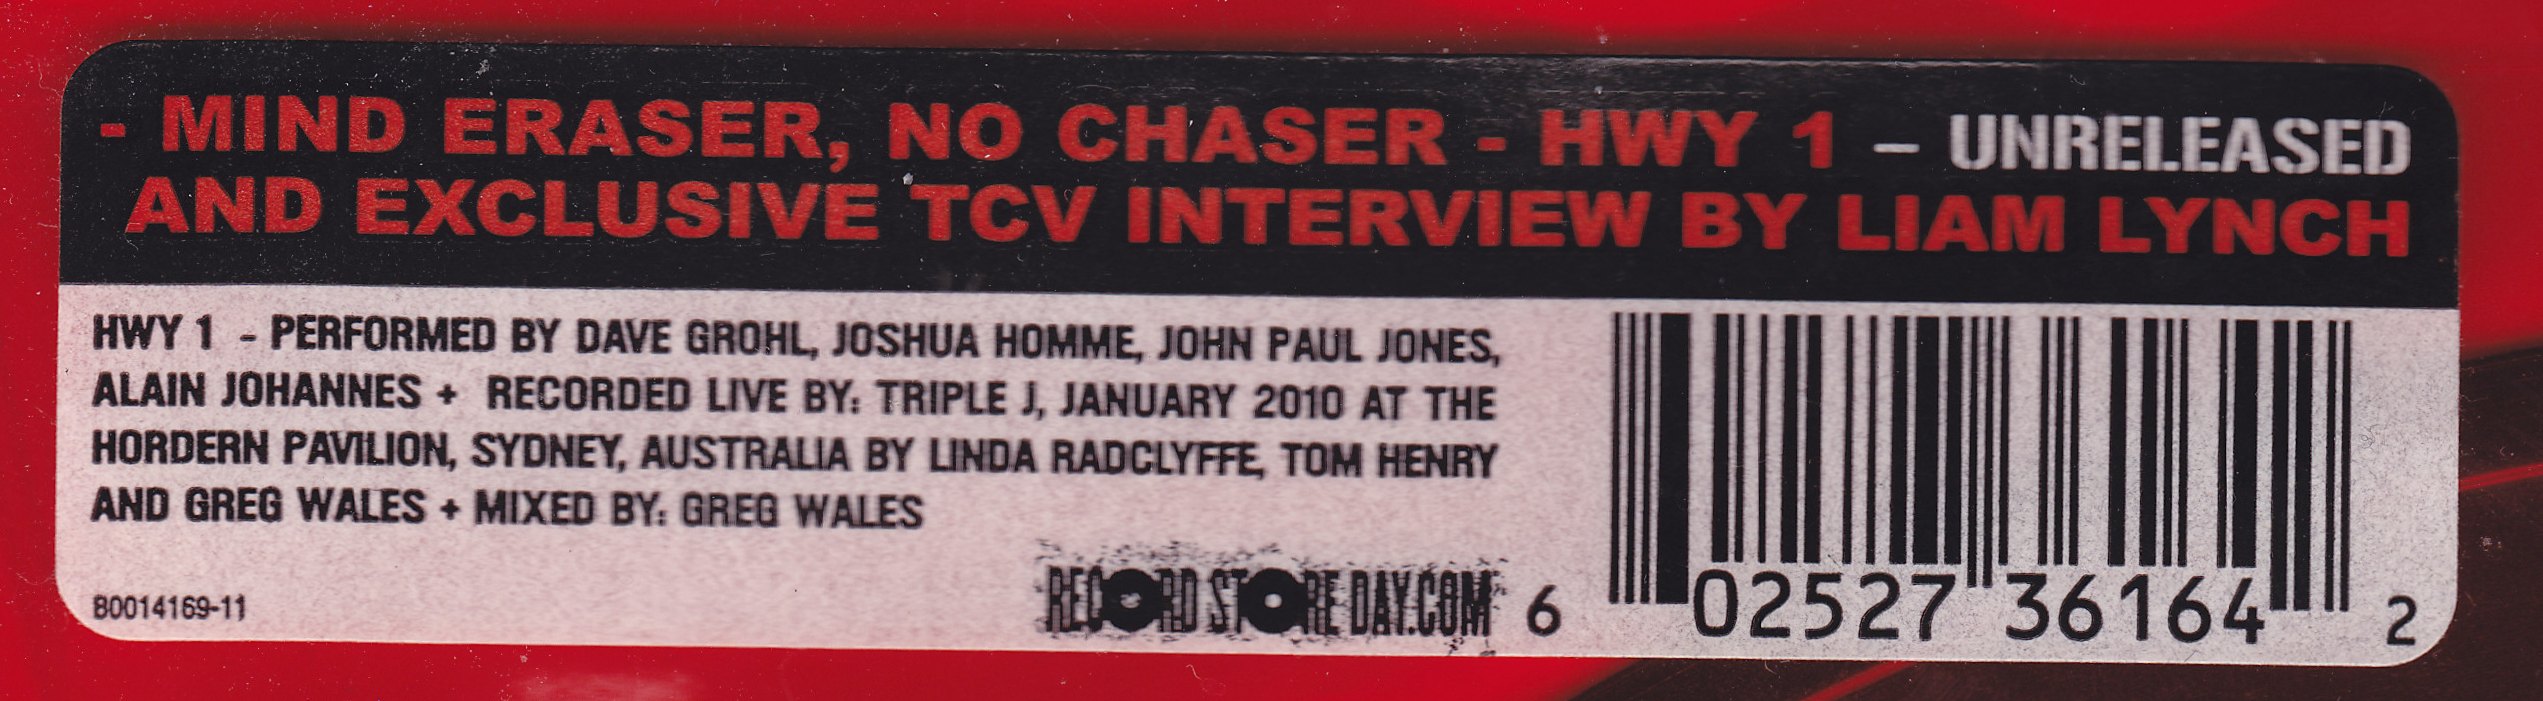 - MIND ERASER, NO CHASER - HWY 1 – UNRELEASED
AND EXCLUSIVE TCV INTERVIEW BY LIAM LYNCH
HWY 1 - PERFORMED BY DAVE GROHL, JOSHUA HOMME, JOHN PAUL JONES,
ALAIN JOHANNES + RECORDED LIVE BY: TRIPLE J, JANUARY 2010 AT THE
HORDERN PAVILION, SYDNEY, AUSTRALIA BY LINDA RADCLYFFE, TOM HENRY
AND GREG WALES + MIXED BY: GREG WALES
B0014169-11
RECORD STORE DAY.COM
6 02527 36164 2